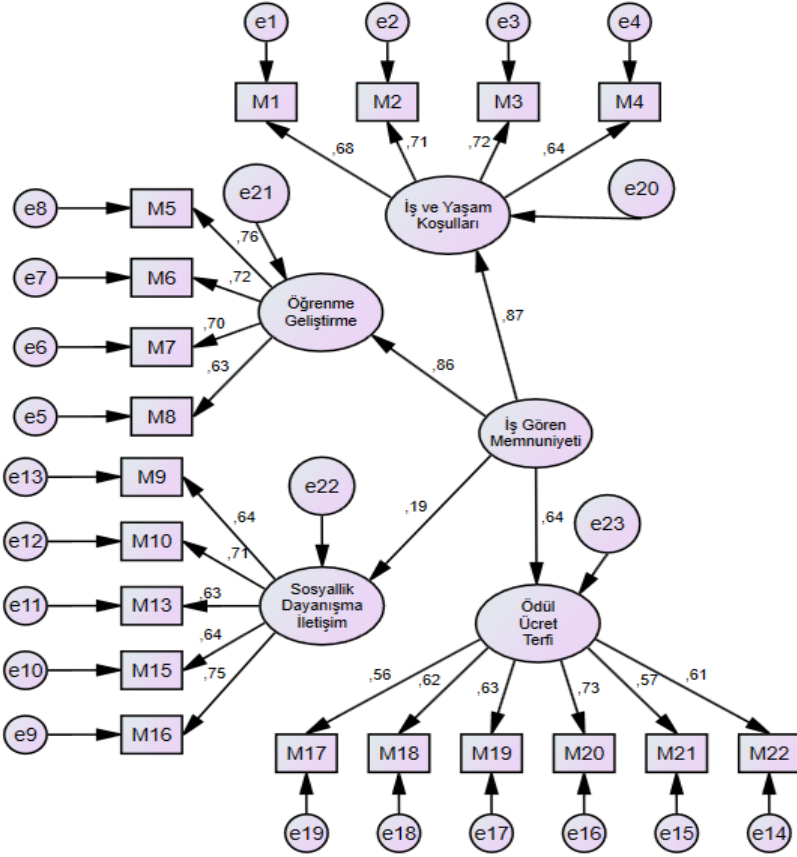 e1
e2
e3
e4
M1
M2
M3
M4
,68
,71
,72
,64
e20
İş ve Yaşam
Koşulları
e21
e8
M5
e7
M6
e6
M7
e5
M8
,76
,72
,70
,63
Öğrenme
Geliştirme
,87
,86
İş Gören
Memnuniyeti
e13
M9
e12
M10
e11
M13
e10
M15
e9
M16
,64
,71
,63
,64
,75
e22
Sosyallik
Dayanışma
İletişim
,19
,64
e23
Ödül
Ücret
Terfi
,56
,62
,63
,73
,57
,61
M17
M18
M19
M20
M21
M22
e19
e18
e17
e16
e15
e14